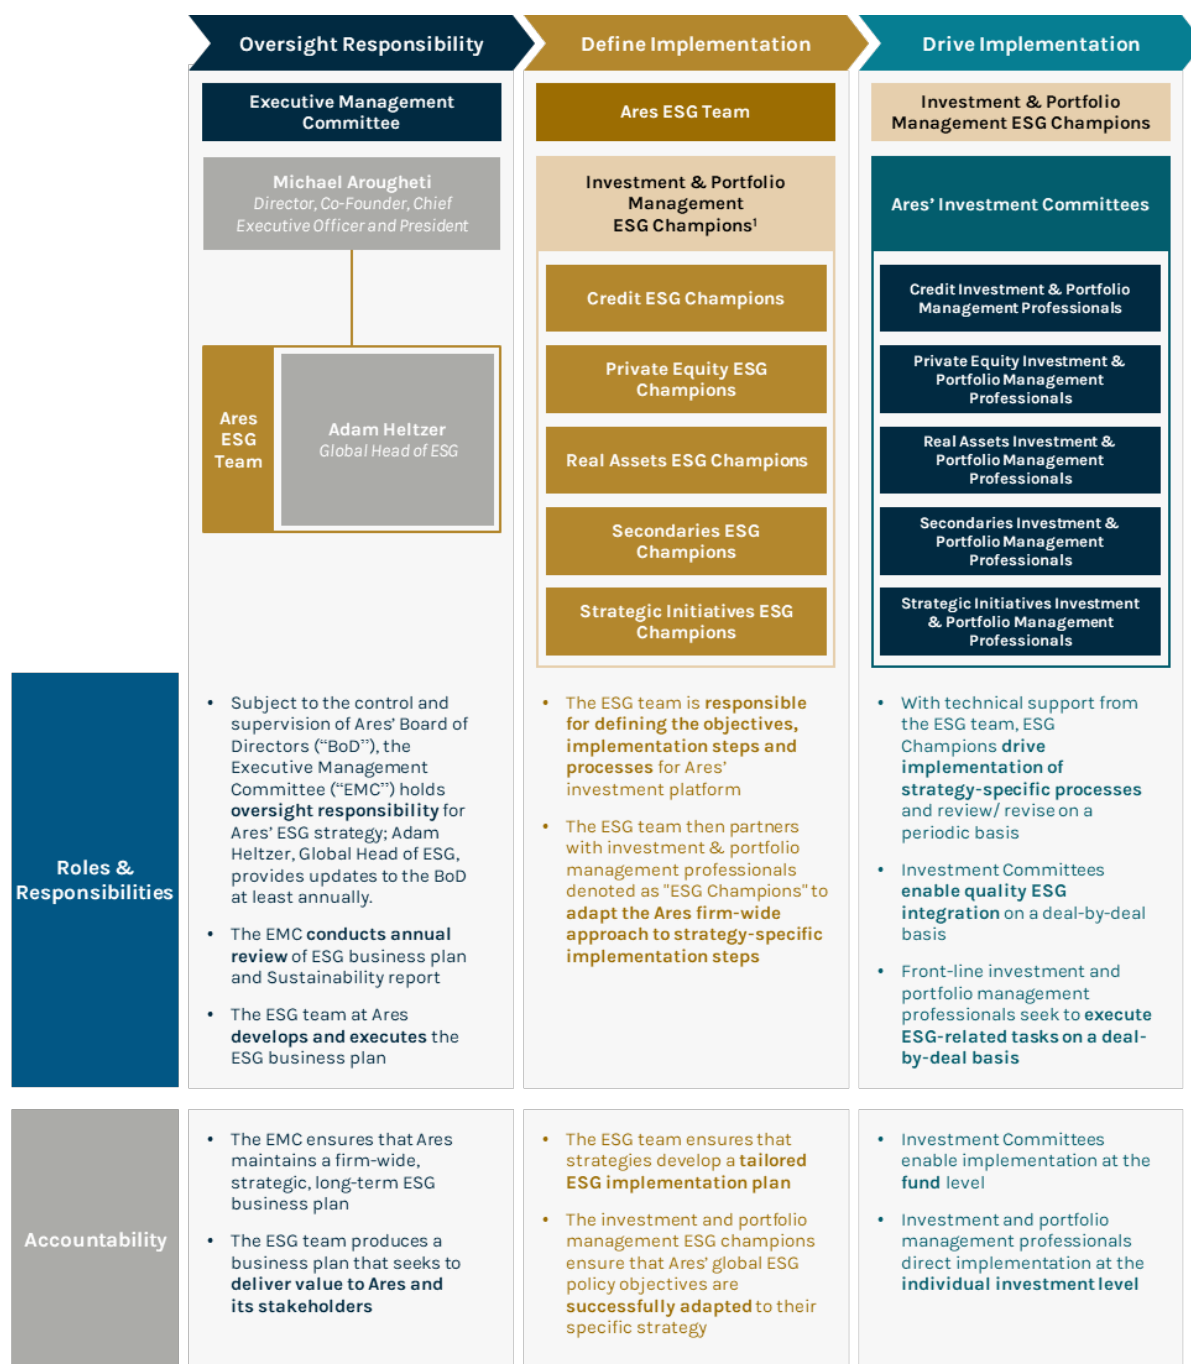 Oversight Responsibility
Define Implementation
Drive Implementation
Executive Management
Committee
Michael Arougheti
Director, Co-Founder, Chief
Executive Officer and President
Ares
ESG
Team
Adam Heltzer
Global Head of ESG
Ares ESG Team
Investment & Portfolio
Management
ESG Champions¹
Credit ESG Champions
Private Equity ESG
Champions
Real Assets ESG Champions
Secondaries ESG
Champions
Strategic Initiatives ESG
Champions
Investment & Portfolio
Management ESG Champions
Ares’ Investment Committees
Credit Investment & Portfolio
Management Professionals
Private Equity Investment &
Portfolio Management
Professionals
Real Assets Investment &
Portfolio Management
Professionals
Secondaries Investment &
Portfolio Management
Professionals
Strategic Initiatives Investment
& Portfolio Management
Professionals
Roles &
Responsibilities
• Subject to the control and
supervision of Ares’ Board of
Directors (“BoD”), the
Executive Management
Committee (“EMC”) holds
oversight responsibility for
Ares’ ESG strategy; Adam
Heltzer, Global Head of ESG,
provides updates to the BoD
at least annually.
• The EMC conducts annual
review of ESG business plan
and Sustainability report
• The ESG team at Ares
develops and executes the
ESG business plan
• The ESG team is responsible
for defining the objectives,
implementation steps and
processes for Ares’
investment platform
• The ESG team then partners
with investment & portfolio
management professionals
denoted as "ESG Champions" to
adapt the Ares firm-wide
approach to strategy-specific
implementation steps
• With technical support from
the ESG team, ESG
Champions drive
implementation of
strategy-specific processes
and review/ revise on a
periodic basis
• Investment Committees
enable quality ESG
integration on a deal-by-deal
basis
• Front-line investment and
portfolio management
professionals seek to execute
ESG-related tasks on a deal-
by-deal basis
Accountability
• The EMC ensures that Ares
maintains a firm-wide,
strategic, long-term ESG
business plan
• The ESG team produces a
business plan that seeks to
deliver value to Ares and
its stakeholders
• The ESG team ensures that
strategies develop a tailored
ESG implementation plan
• The investment and portfolio
management ESG champions
ensure that Ares’ global ESG
policy objectives are
successfully adapted to their
specific strategy
• Investment Committees
enable implementation at the
fund level
• Investment and portfolio
management professionals
direct implementation at the
individual investment level